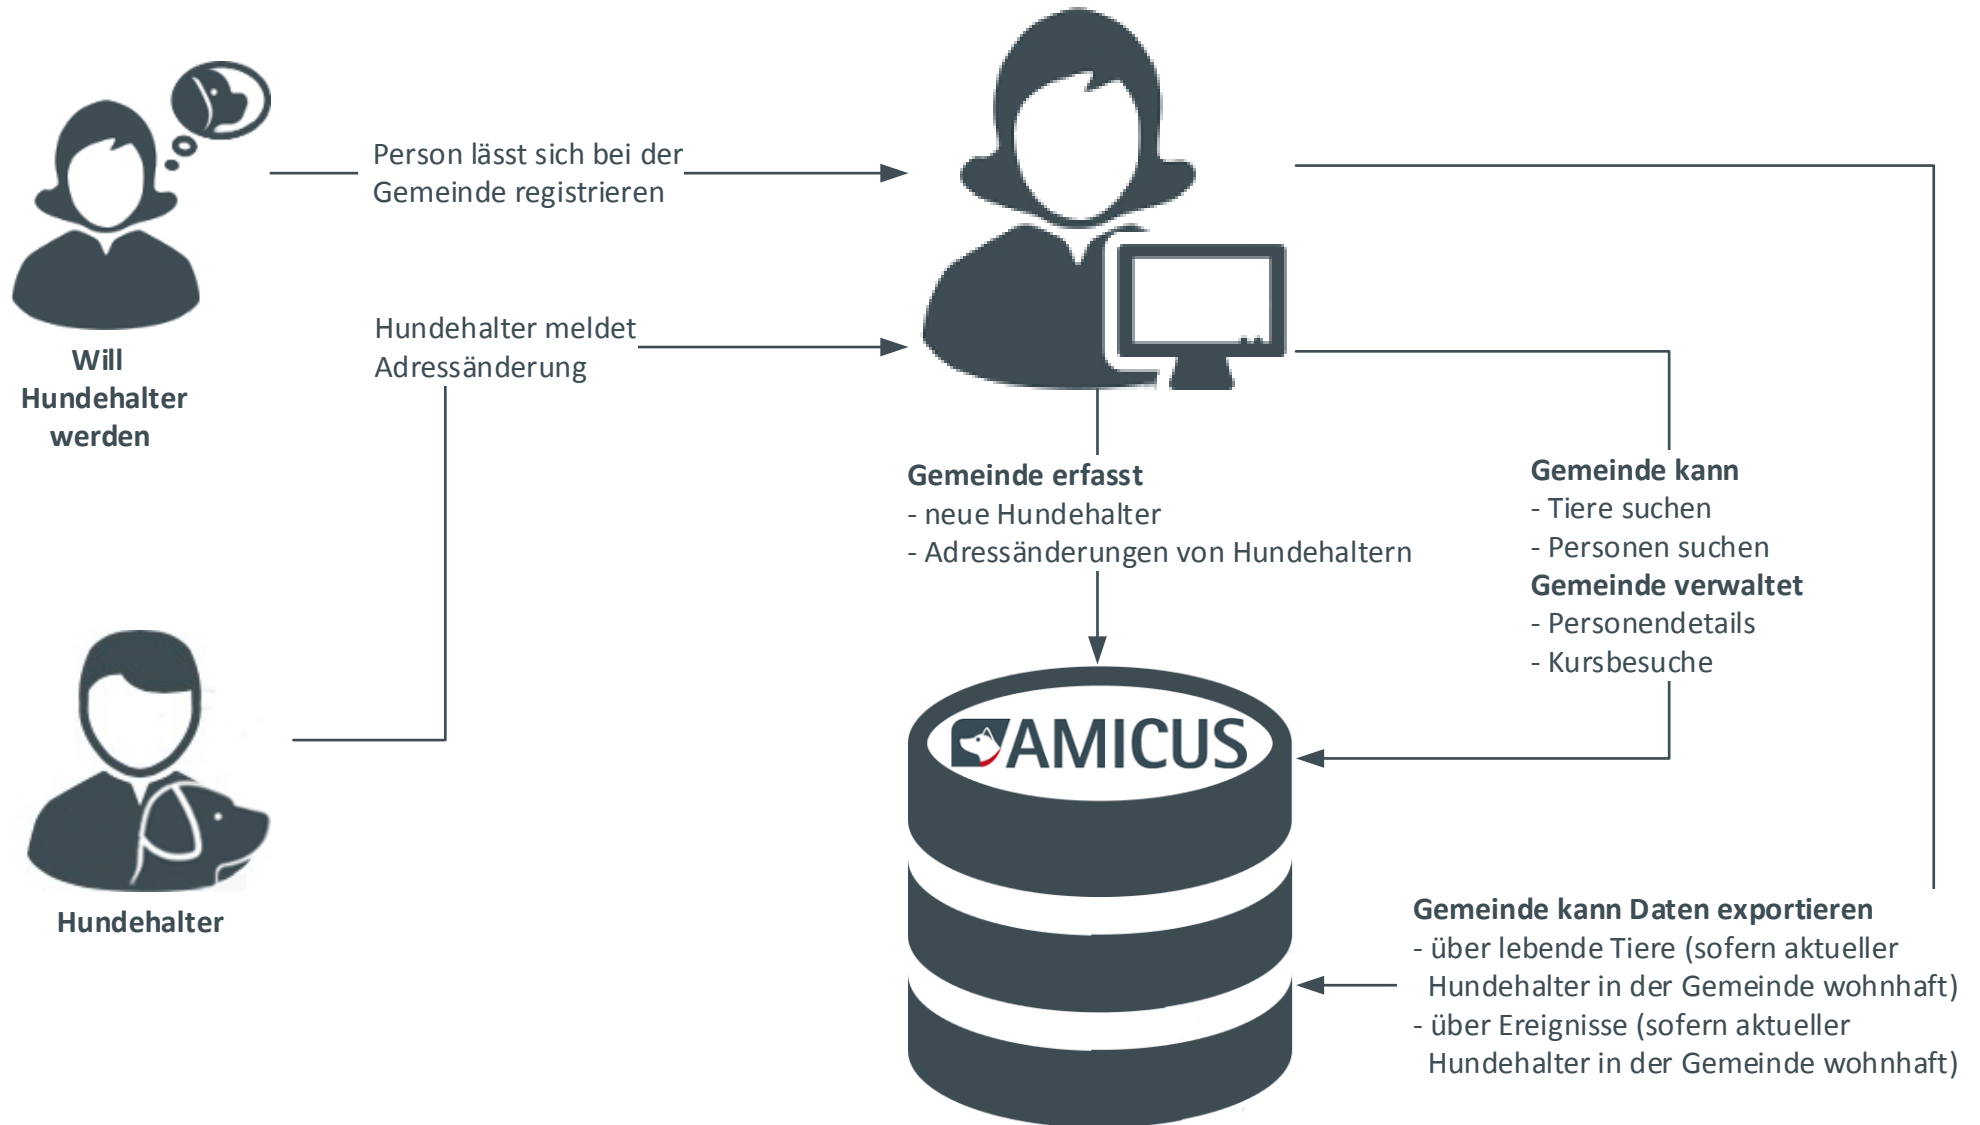 Person lässt sich bei der
Gemeinde registrieren
Will
Hundehalter
werden
Hundehalter meldet
Adressänderung
Gemeinde erfasst
- neue Hundehalter
- Adressänderungen von Hundehaltern
Gemeinde kann
- Tiere suchen
- Personen suchen
Gemeinde verwaltet
- Personendetails
- Kursbesuche
AMICUS
Hundehalter
Gemeinde kann Daten exportieren
- über lebende Tiere (sofern aktueller
Hundehalter in der Gemeinde wohnhaft)
- über Ereignisse (sofern aktueller
Hundehalter in der Gemeinde wohnhaft)